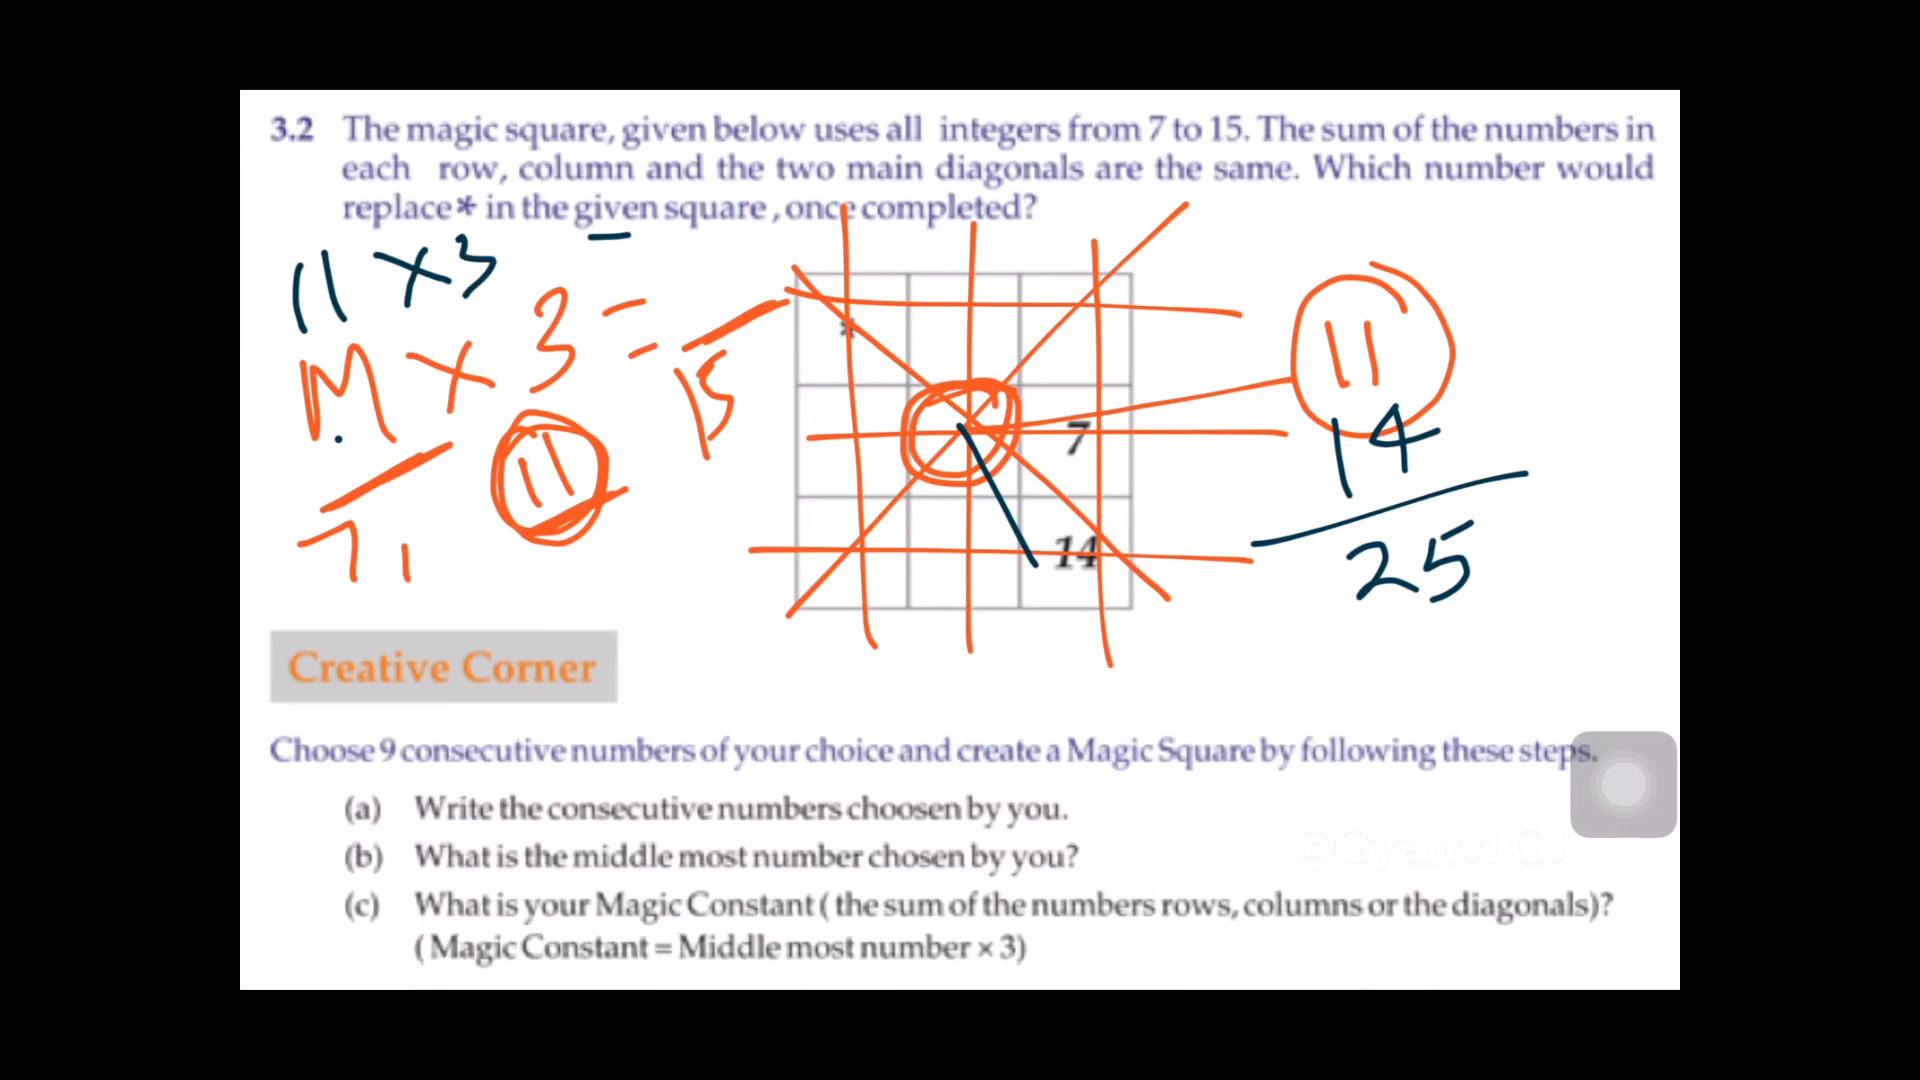 3.2 The magic square, given below uses all integers from 7 to 15. The sum of the numbers in
each row, column and the two main diagonals are the same. Which number would
replace * in the given square, once completed?
11 × 3
M × 3 =
15
11
7,
*
7
14
11
14
25
Creative Corner
Choose 9 consecutive numbers of your choice and create a Magic Square by following these steps.
(a) Write the consecutive numbers choosen by you.
(b) What is the middle most number chosen by you?
(c) What is your Magic Constant ( the sum of the numbers rows, columns or the diagonals)?
( Magic Constant = Middle most number × 3)
@Gyanvi GJ